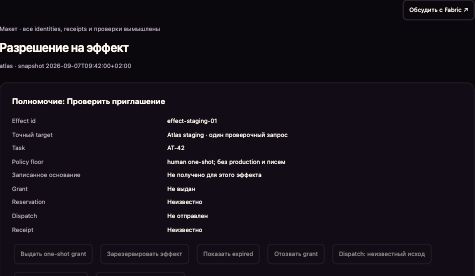 Обсудить с Fabric ↗
Макет · все identities, receipts и проверки вымышлены
Разрешение на эффект
atlas · snapshot 2026-09-07T09:42:00+02:00
Полномочие: Проверить приглашение
Effect id effect-staging-01
Точный target Atlas staging · один проверочный запрос
Task AT-42
Policy floor human one-shot; без production и писем
Записанное основание Не получено для этого эффекта
Grant Не выдан
Reservation Неизвестно
Dispatch Не отправлен
Receipt Неизвестно
Выдать one-shot grant Зарезервировать эффект Показать expired Отозвать grant Dispatch: неизвестный исход